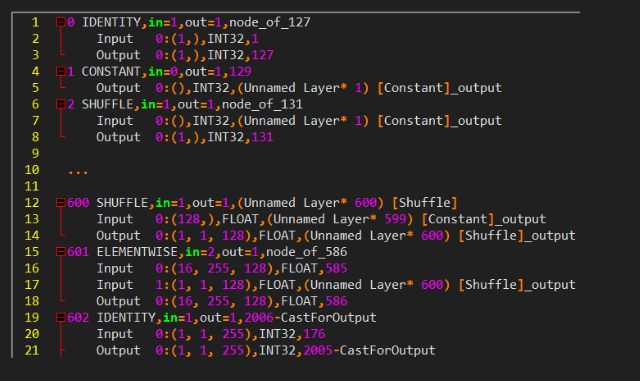 1 0 IDENTITY,in=1,out=1,node_of_127
2 Input 0:(1,),INT32,1
3 Output 0:(1,),INT32,127
4 1 CONSTANT,in=0,out=1,129
5 Output 0:(),INT32,(Unnamed Layer* 1) [Constant]_output
6 2 SHUFFLE,in=1,out=1,node_of_131
7 Input 0:(),INT32,(Unnamed Layer* 1) [Constant]_output
8 Output 0:(1,),INT32,131
9
10 ...
11
12 600 SHUFFLE,in=1,out=1,(Unnamed Layer* 600) [Shuffle]
13 Input 0:(128,),FLOAT,(Unnamed Layer* 599) [Constant]_output
14 Output 0:(1, 1, 128),FLOAT,(Unnamed Layer* 600) [Shuffle]_output
15 601 ELEMENTWISE,in=2,out=1,node_of_586
16 Input 0:(16, 255, 128),FLOAT,585
17 Input 1:(1, 1, 128),FLOAT,(Unnamed Layer* 600) [Shuffle]_output
18 Output 0:(16, 255, 128),FLOAT,586
19 602 IDENTITY,in=1,out=1,2006-CastForOutput
20 Input 0:(1, 1, 255),INT32,176
21 Output 0:(1, 1, 255),INT32,2005-CastForOutput